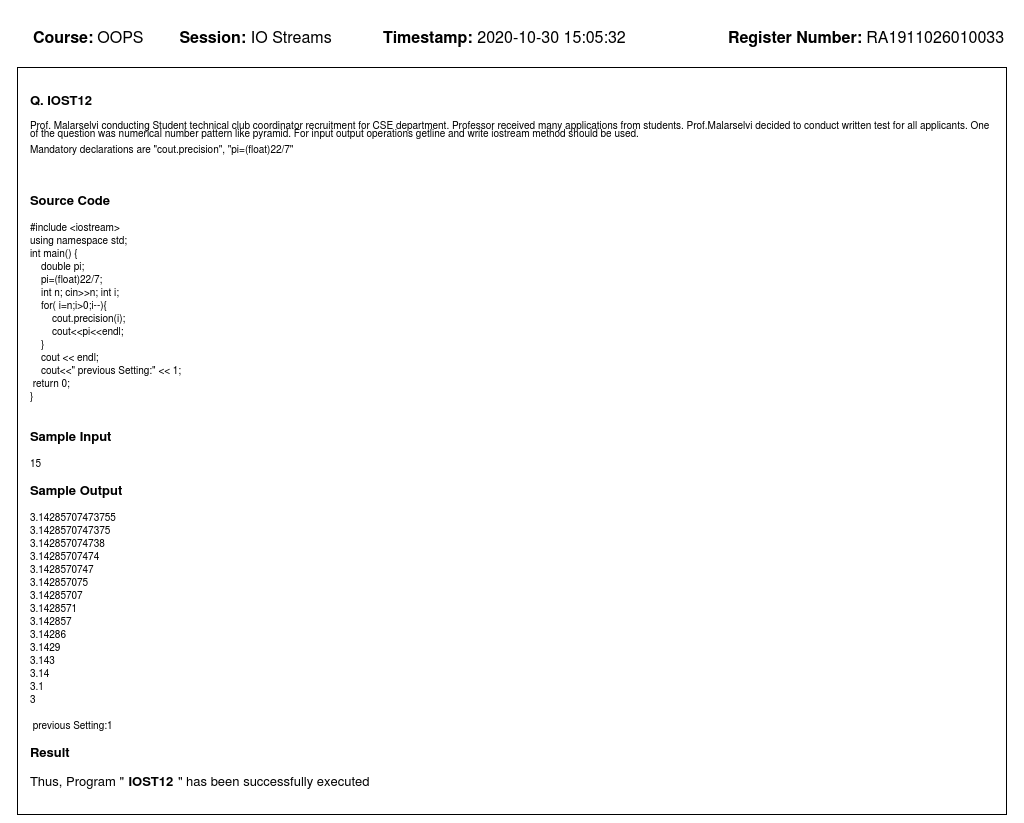 Course: OOPS Session: IO Streams Timestamp: 2020-10-30 15:05:32 Register Number: RA1911026010033
Q. IOST12
Prof. Malarselvi conducting Student technical club coordinator recruitment for CSE department. Professor received many applications from students. Prof.Malarselvi decided to conduct written test for all applicants. One
of the question was numerical number pattern like pyramid. For input output operations getline and write iostream method should be used.
Mandatory declarations are "cout.precision", "pi=(float)22/7"
Source Code
#include <iostream>
using namespace std;
int main() {
    double pi;
    pi=(float)22/7;
    int n; cin>>n; int i;
    for( i=n;i>0;i--){
        cout.precision(i);
        cout<<pi<<endl;
    }
    cout << endl;
    cout<<" previous Setting:" << 1;
 return 0;
}
Sample Input
15
Sample Output
3.14285707473755
3.1428570747375
3.142857074738
3.14285707474
3.1428570747
3.142857075
3.14285707
3.1428571
3.142857
3.14286
3.1429
3.143
3.14
3.1
3
 previous Setting:1
Result
Thus, Program " IOST12 " has been successfully executed